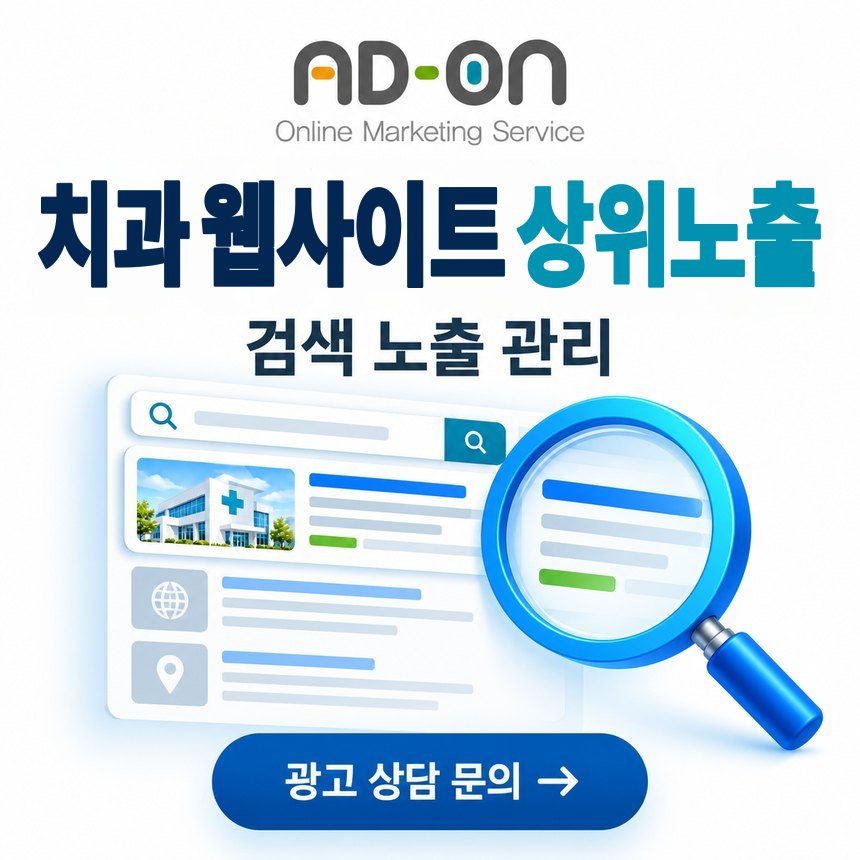 AD-ON
Online Marketing Service
치과 웹사이트 상위노출
검색 노출 관리
광고 상담 문의 →